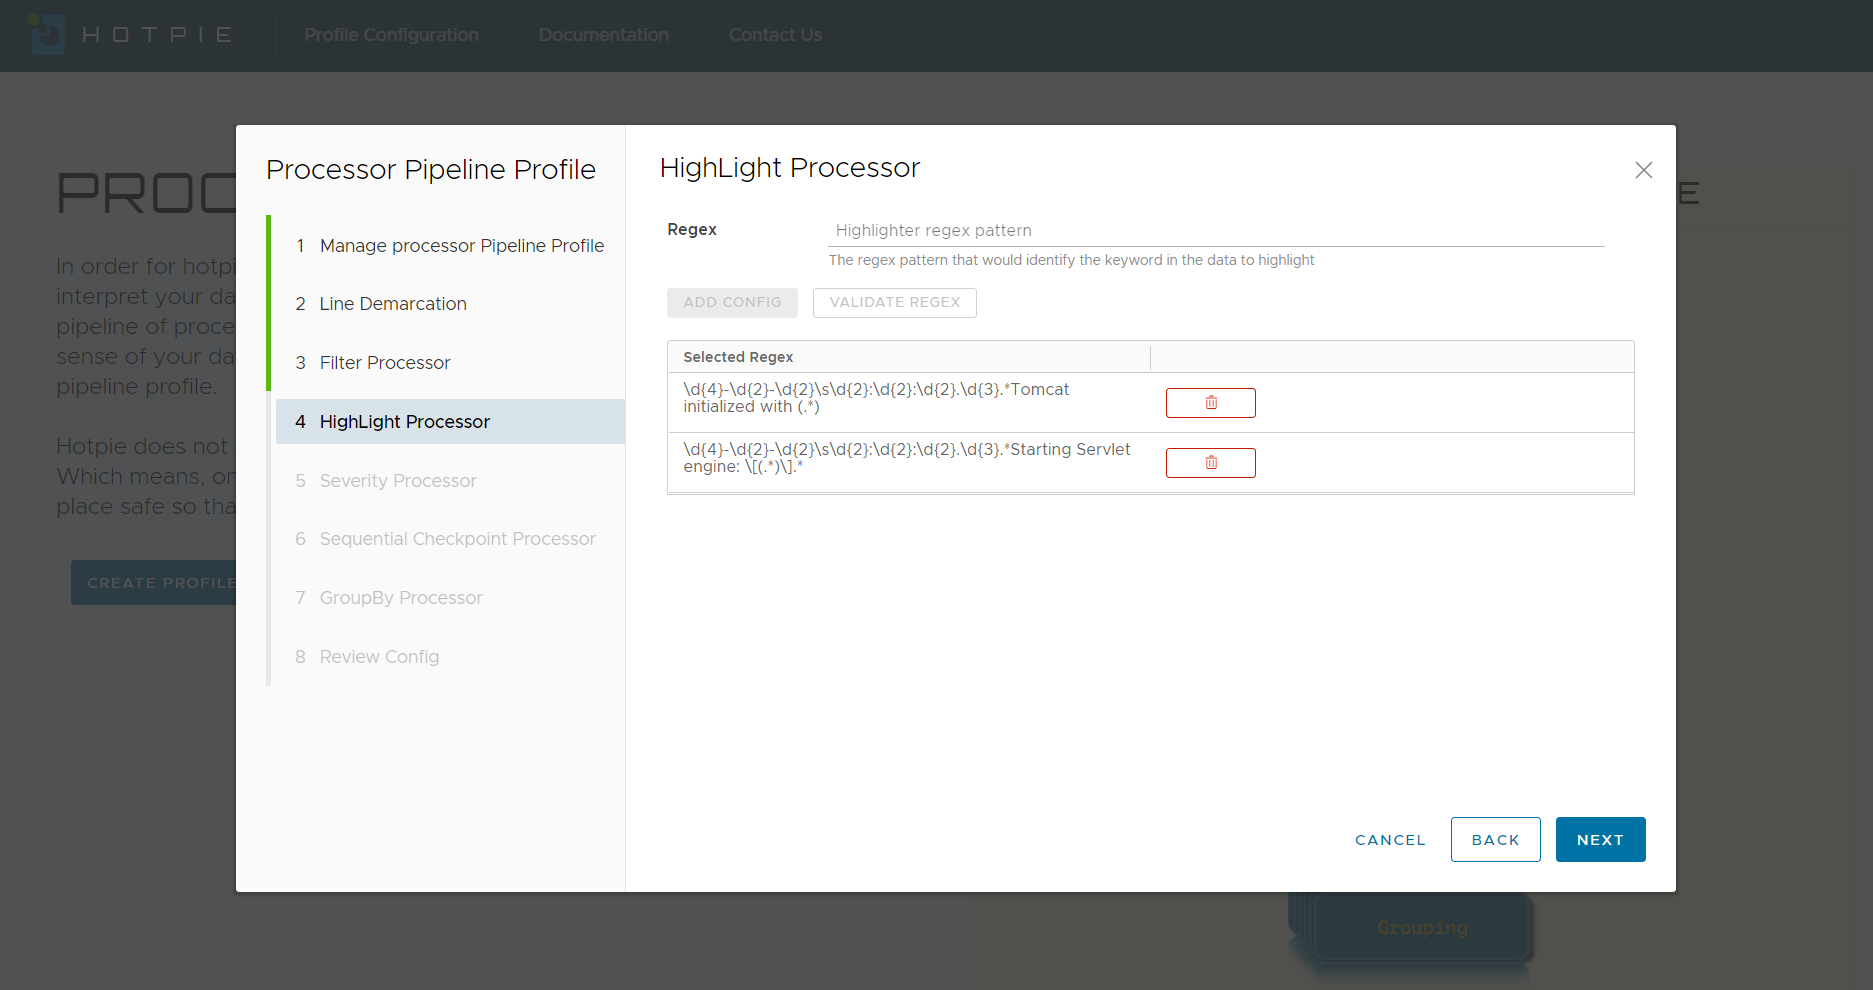 HOTPIE
Profile Configuration
Documentation
Contact Us
PROC
In order for hotpi
interpret your da
pipeline of proce
sense of your da
pipeline profile.
Hotpie does not
Which means, on
place safe so tha
CREATE PROFILE
E
Processor Pipeline Profile
1 Manage processor Pipeline Profile
2 Line Demarcation
3 Filter Processor
4 HighLight Processor
5 Severity Processor
6 Sequential Checkpoint Processor
7 GroupBy Processor
8 Review Config
HighLight Processor
Regex
Highlighter regex pattern
The regex pattern that would identify the keyword in the data to highlight
ADD CONFIG
VALIDATE REGEX
Selected Regex
\d{4}-\d{2}-\d{2}\s\d{2}:\d{2}:\d{2}.\d{3}.*Tomcat
initialized with (.*)
\d{4}-\d{2}-\d{2}\s\d{2}:\d{2}:\d{2}.\d{3}.*Starting Servlet
engine: \[(.*)\].*
CANCEL
BACK
NEXT
Grouping